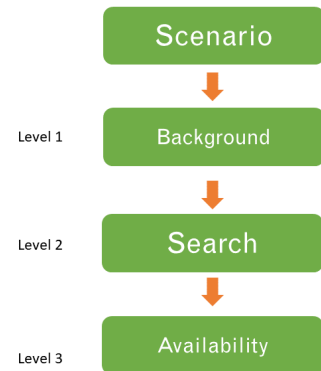 Scenario
Level 1
Background
Level 2
Search
Level 3
Availability